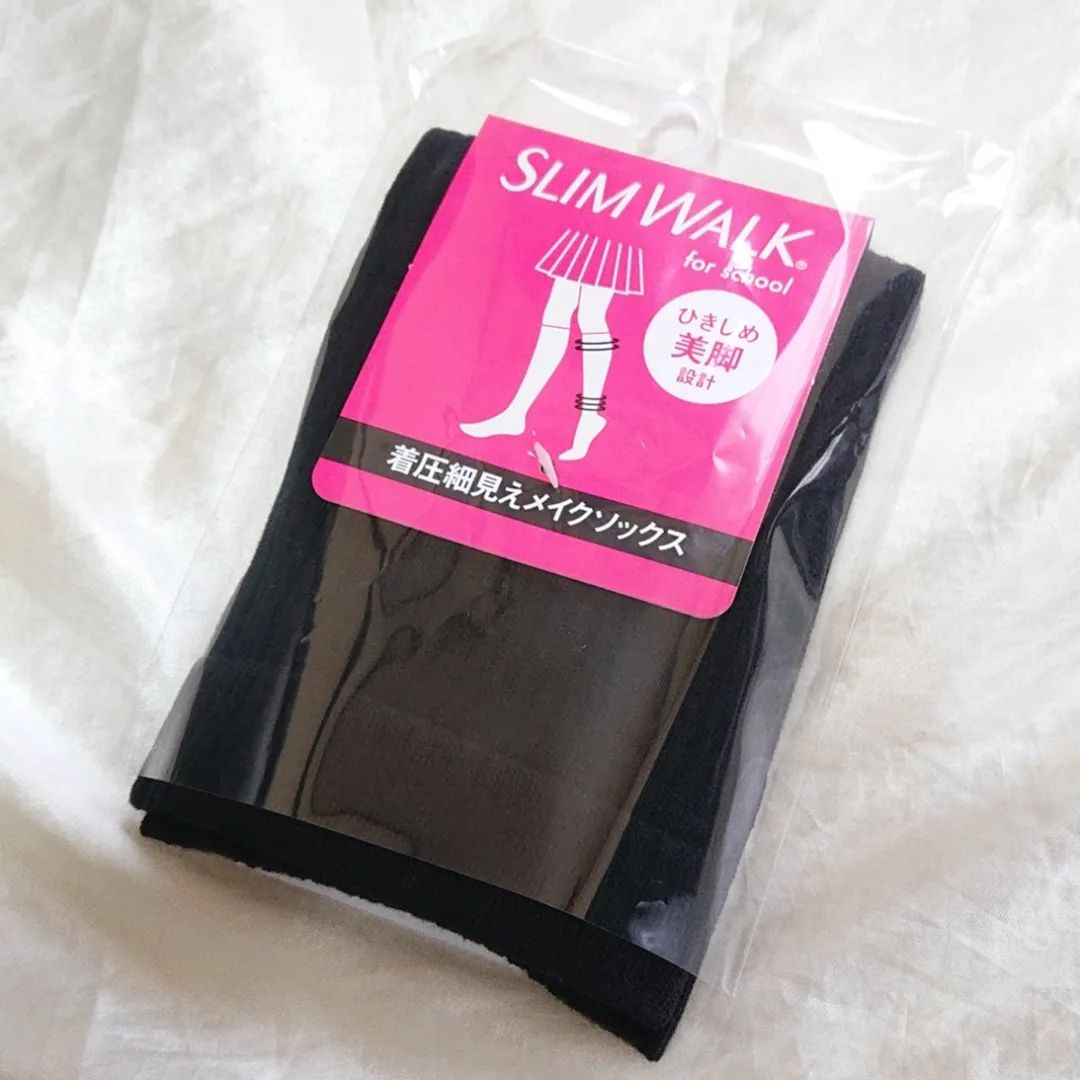 SLIM WALK®
for school
ひきしめ
美脚
設計
着圧細見えメイクソックス